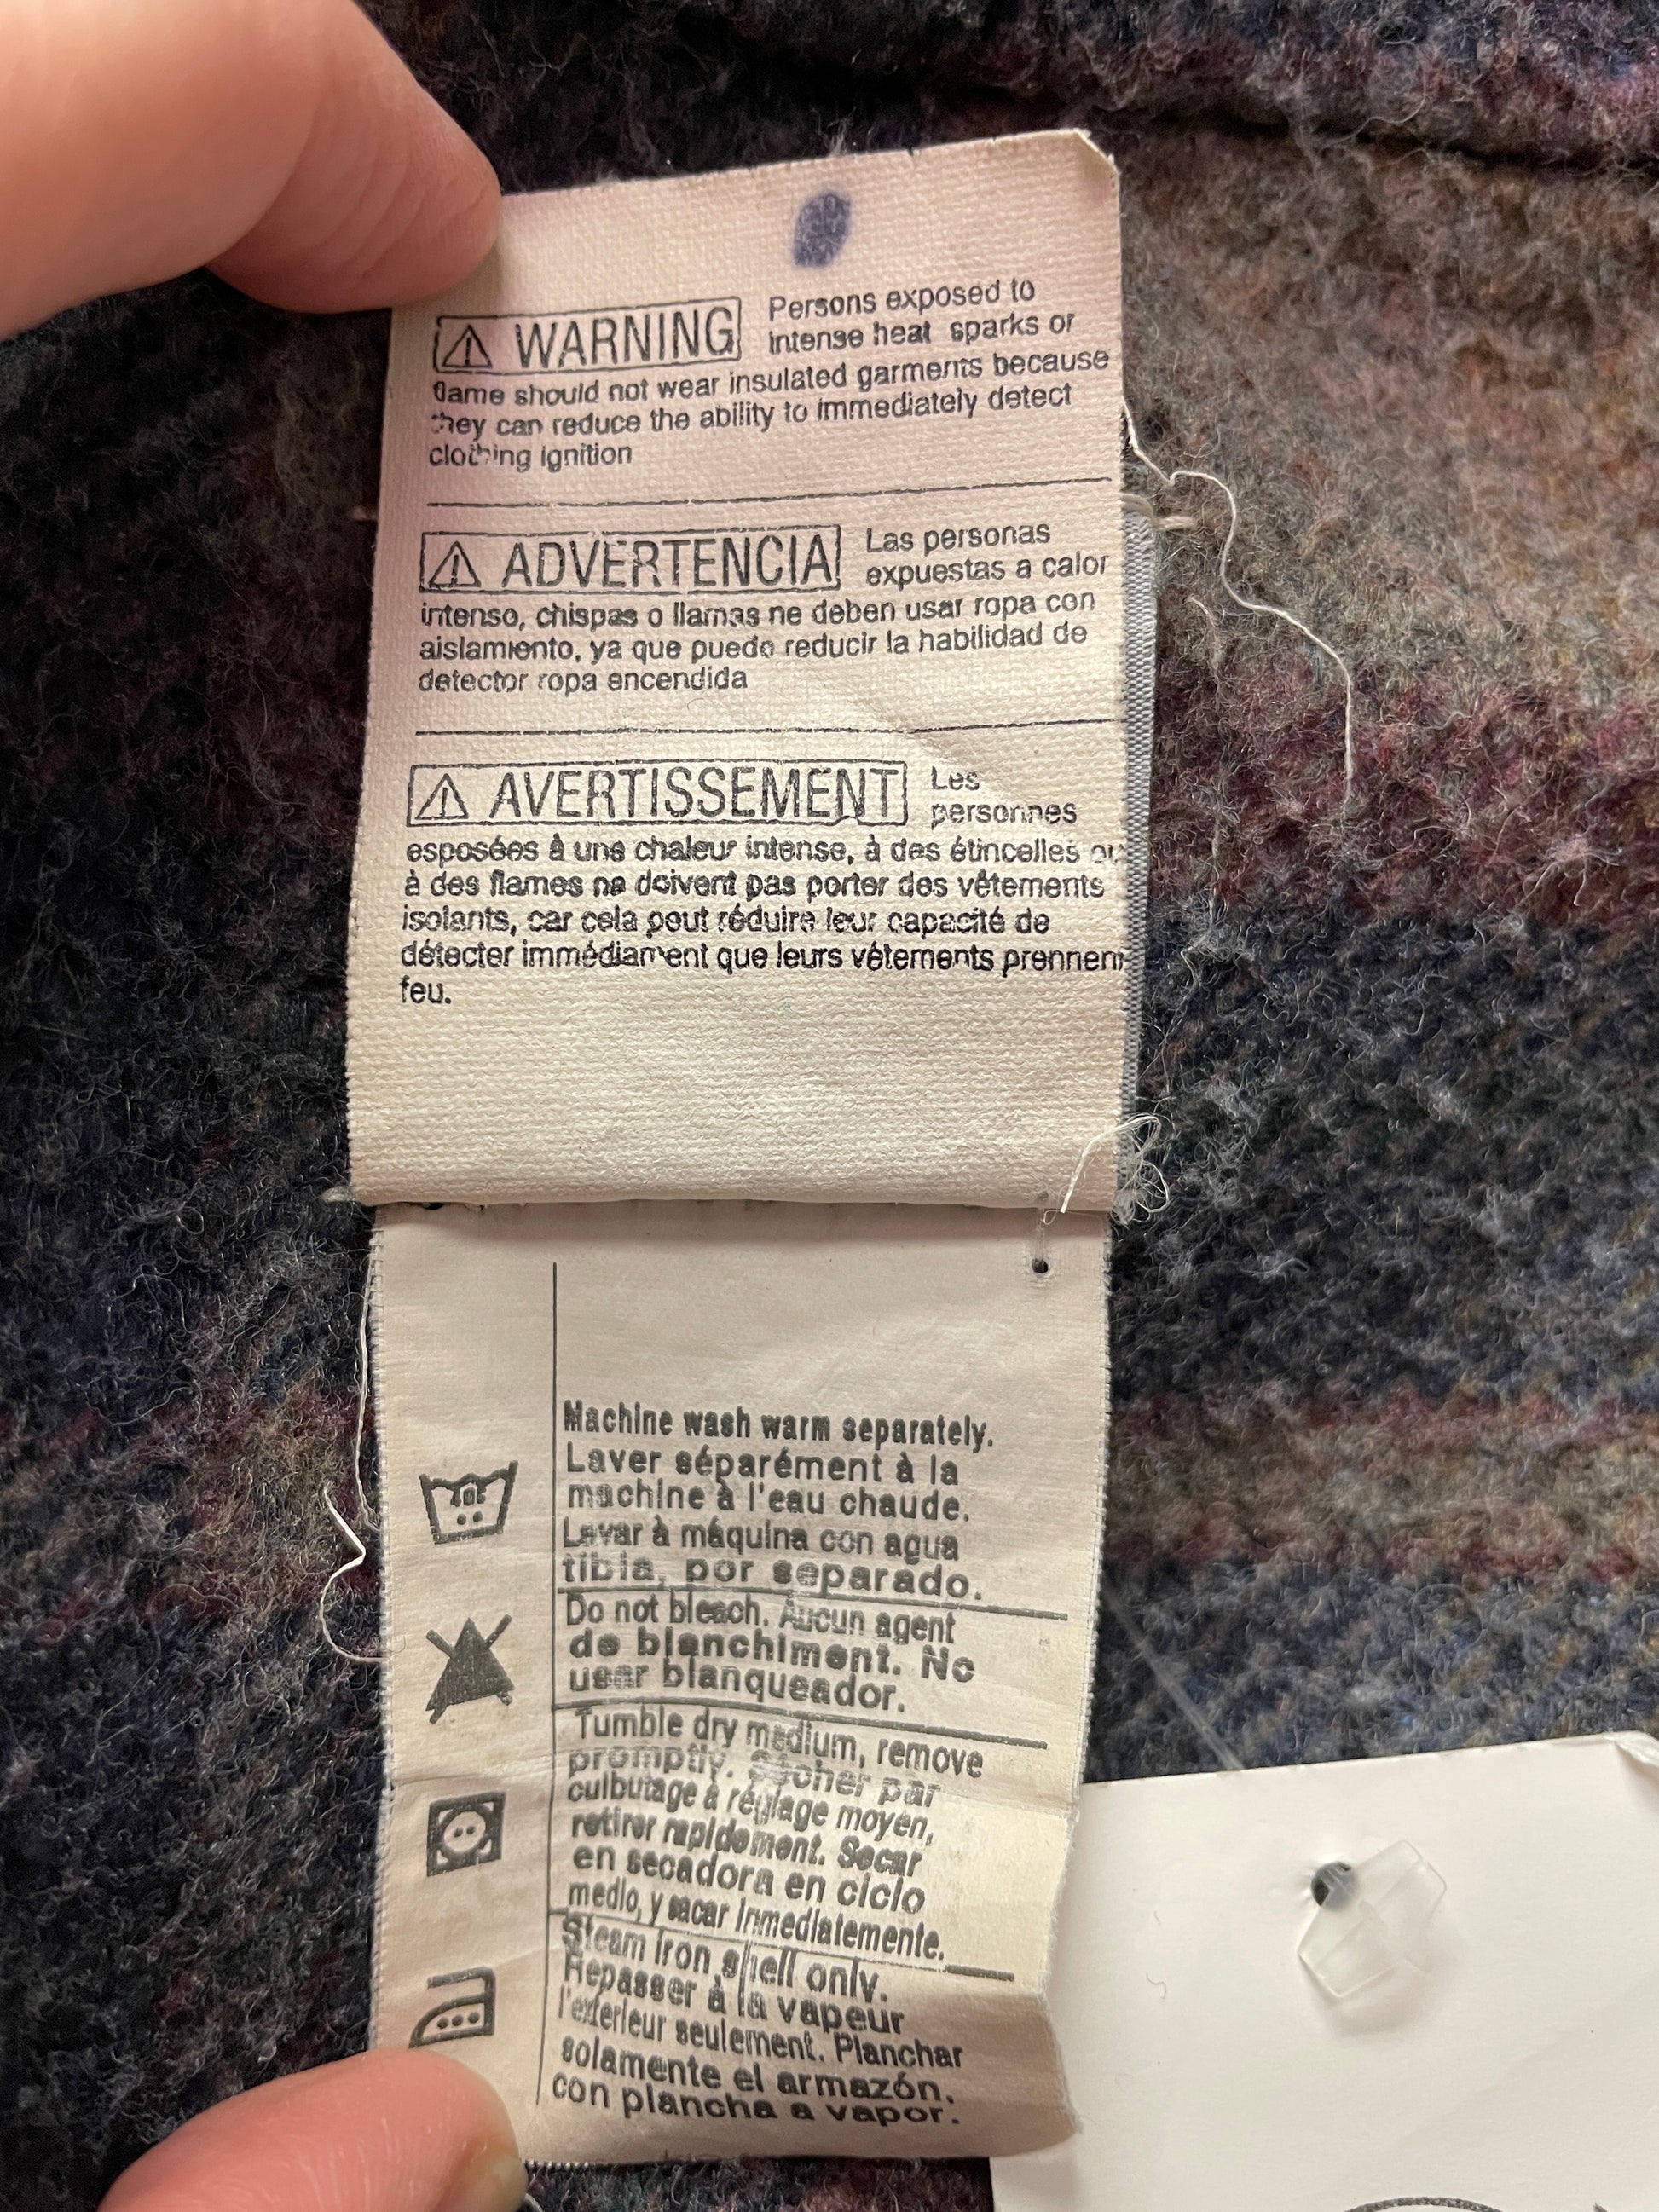 WARNING Persons exposed to
intense heat sparks or
flame should not wear insulated garments because
they can reduce the ability to immediately detect
clothing ignition
ADVERTENCIA Las personas
expuestas a calor
intenso, chispas o llamas ne deben usar ropa con
aislamiento, ya que puede reducir la habilidad de
detector ropa encendida
AVERTISSEMENT Les
personnes
esposées à une chaleur intense, à des étincelles ou
à des flames ne doivent pas porter des vêtements
isolants, car cela peut réduire leur capacité de
détecter immédiament que leurs vétements prennent
feu.
Machine wash warm separately.
Laver séparément à la
machine à l'eau chaude.
Lavar à máquina con agua
tibia, por separado.
Do not bleach. Aucun agent
de blanchiment. No
usar blanqueador.
Tumble dry medium, remove
promptly. Sécher par
culbutage à réglage moyen,
retirer rapidement. Secar
en secadora en ciclo
medio, y sacar inmediatemente.
Steam iron shell only.
Repasser à la vapeur
l'exterieur seulement. Planchar
solamente el armazón,
con plancha a vapor.